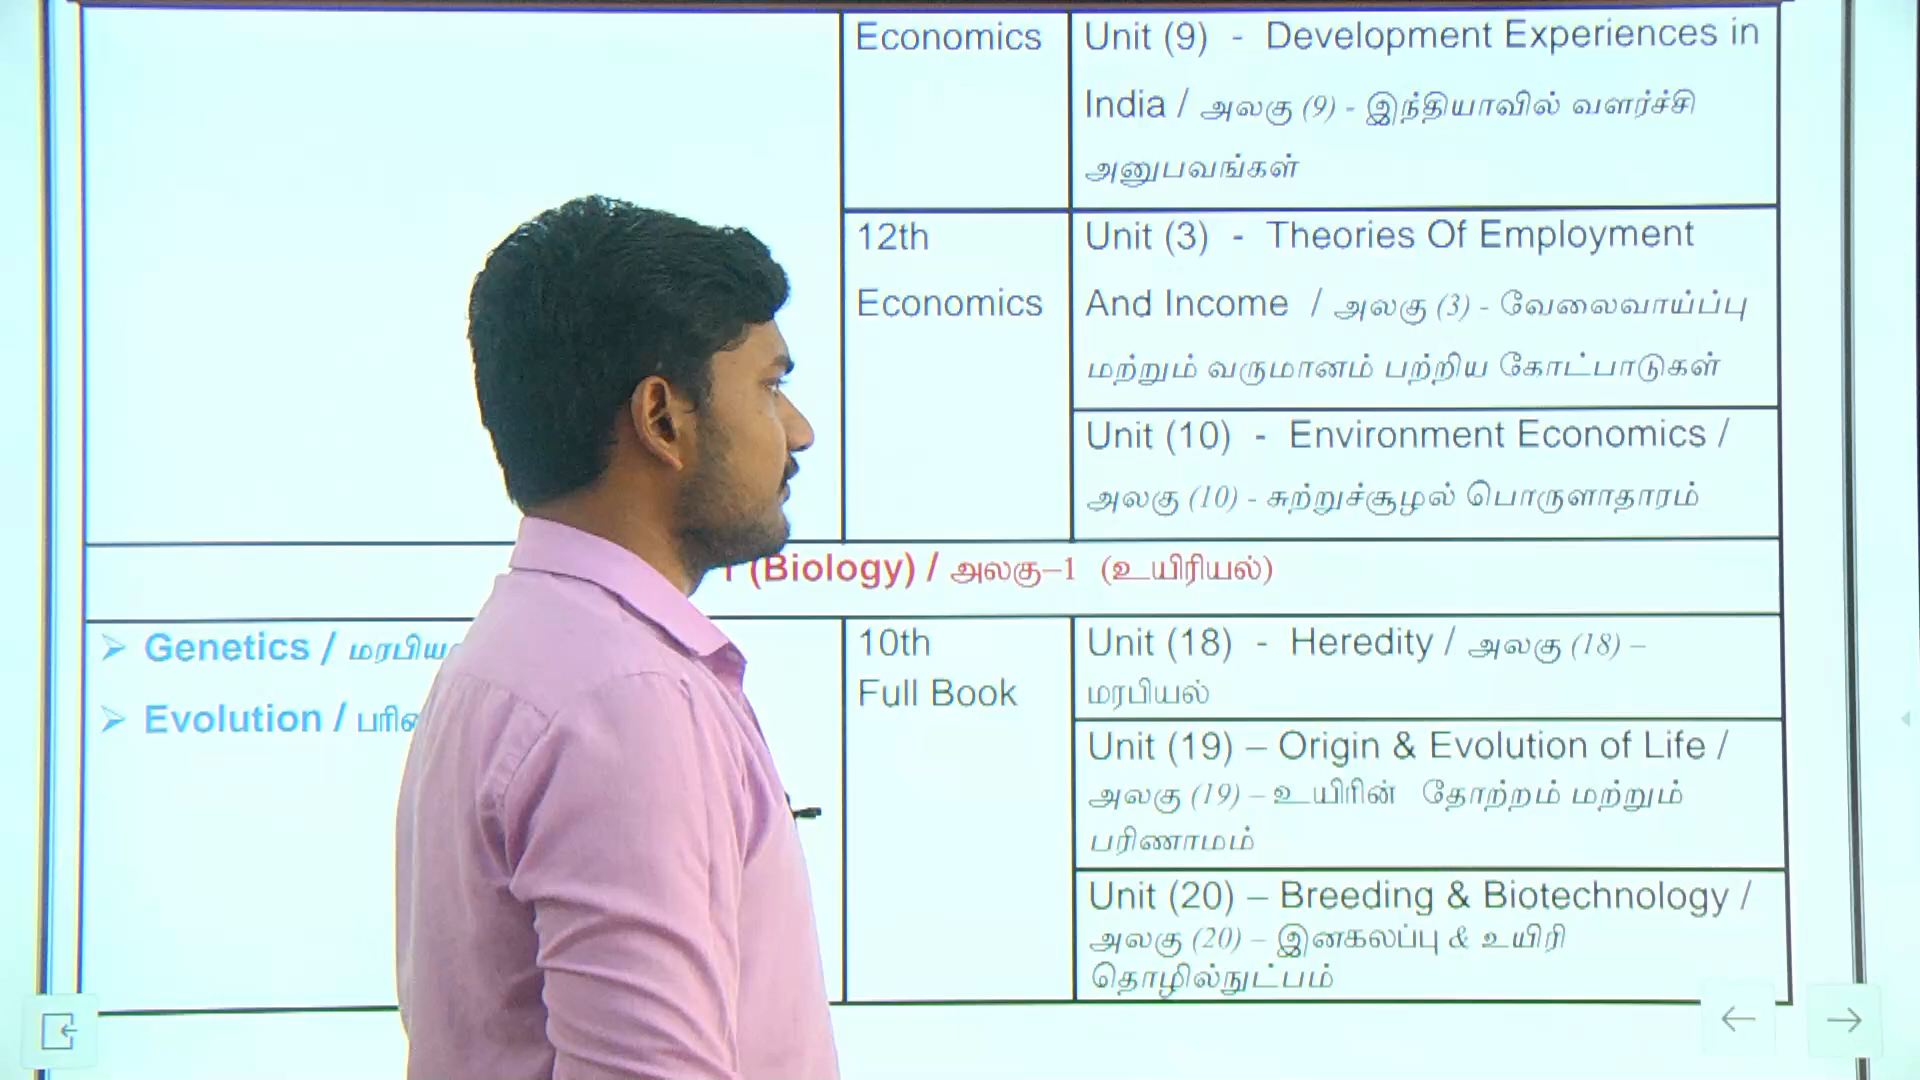 Economics
Unit (9) - Development Experiences in
India / அலகு (9) - இந்தியாவில் வளர்ச்சி
அனுபவங்கள்
12th
Economics
Unit (3) - Theories Of Employment
And Income / அலகு (3) - வேலைவாய்ப்பு
மற்றும் வருமானம் பற்றிய கோட்பாடுகள்
Unit (10) - Environment Economics /
அலகு (10) - சுற்றுச்சூழல் பொருளாதாரம்
(Biology) / அலகு–1 (உயிரியல்)
➢ Genetics /
➢ Evolution /
10th
Full Book
Unit (18) - Heredity / அலகு (18) –
மரபியல்
Unit (19) – Origin & Evolution of Life /
அலகு (19) – உயிரின் தோற்றம் மற்றும்
பரிணாமம்
Unit (20) – Breeding & Biotechnology /
அலகு (20) – இனகலப்பு & உயிரி
தொழில்நுட்பம்